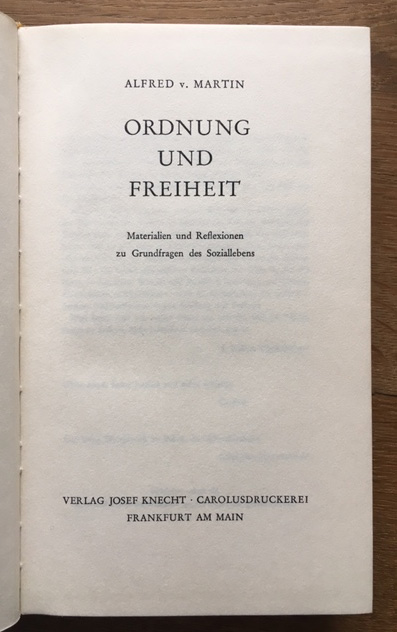 ALFRED v. MARTIN
ORDNUNG
UND
FREIHEIT
Materialien und Reflexionen
zu Grundfragen des Soziallebens
VERLAG JOSEF KNECHT · CAROLUSDRUCKEREI
FRANKFURT AM MAIN